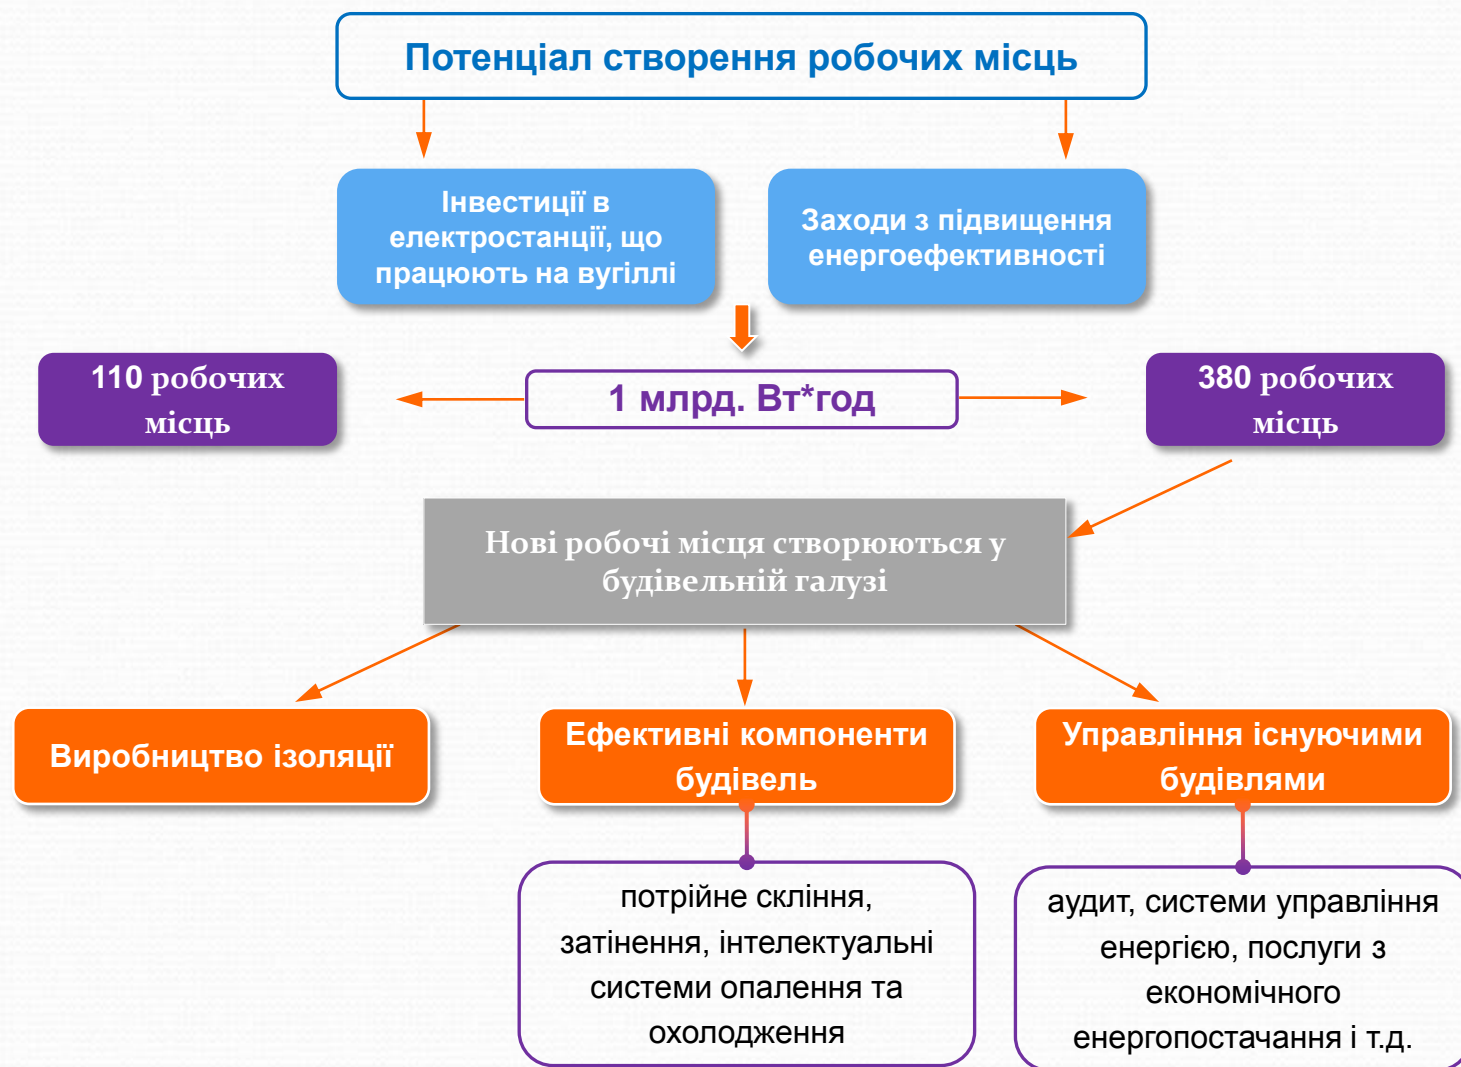 Потенціал створення робочих місць
Інвестиції в
електростанції, що
працюють на вугіллі
Заходи з підвищення
енергоефективності
110 робочих
місць
1 млрд. Вт*год
380 робочих
місць
Нові робочі місця створюються у
будівельній галузі
Виробництво ізоляції
Ефективні компоненти
будівель
Управління існуючими
будівлями
потрійне скління,
затінення, інтелектуальні
системи опалення та
охолодження
аудит, системи управління
енергією, послуги з
економічного
енергопостачання і т.д.